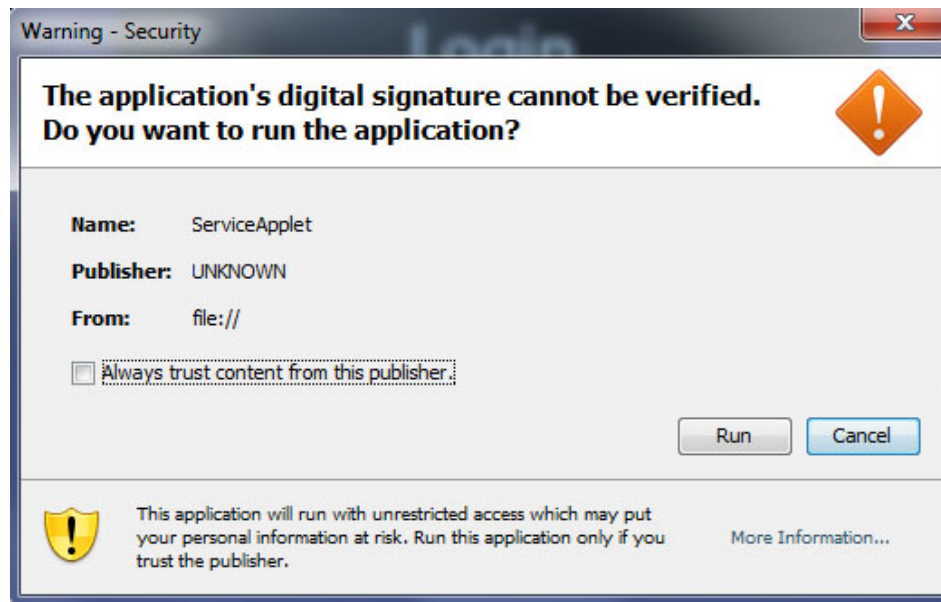 Warning - Security
Login
The application's digital signature cannot be verified.
Do you want to run the application?
Name: ServiceApplet
Publisher: UNKNOWN
From: file://
Always trust content from this publisher.
Run Cancel
This application will run with unrestricted access which may put
your personal information at risk. Run this application only if you More Information...
trust the publisher.